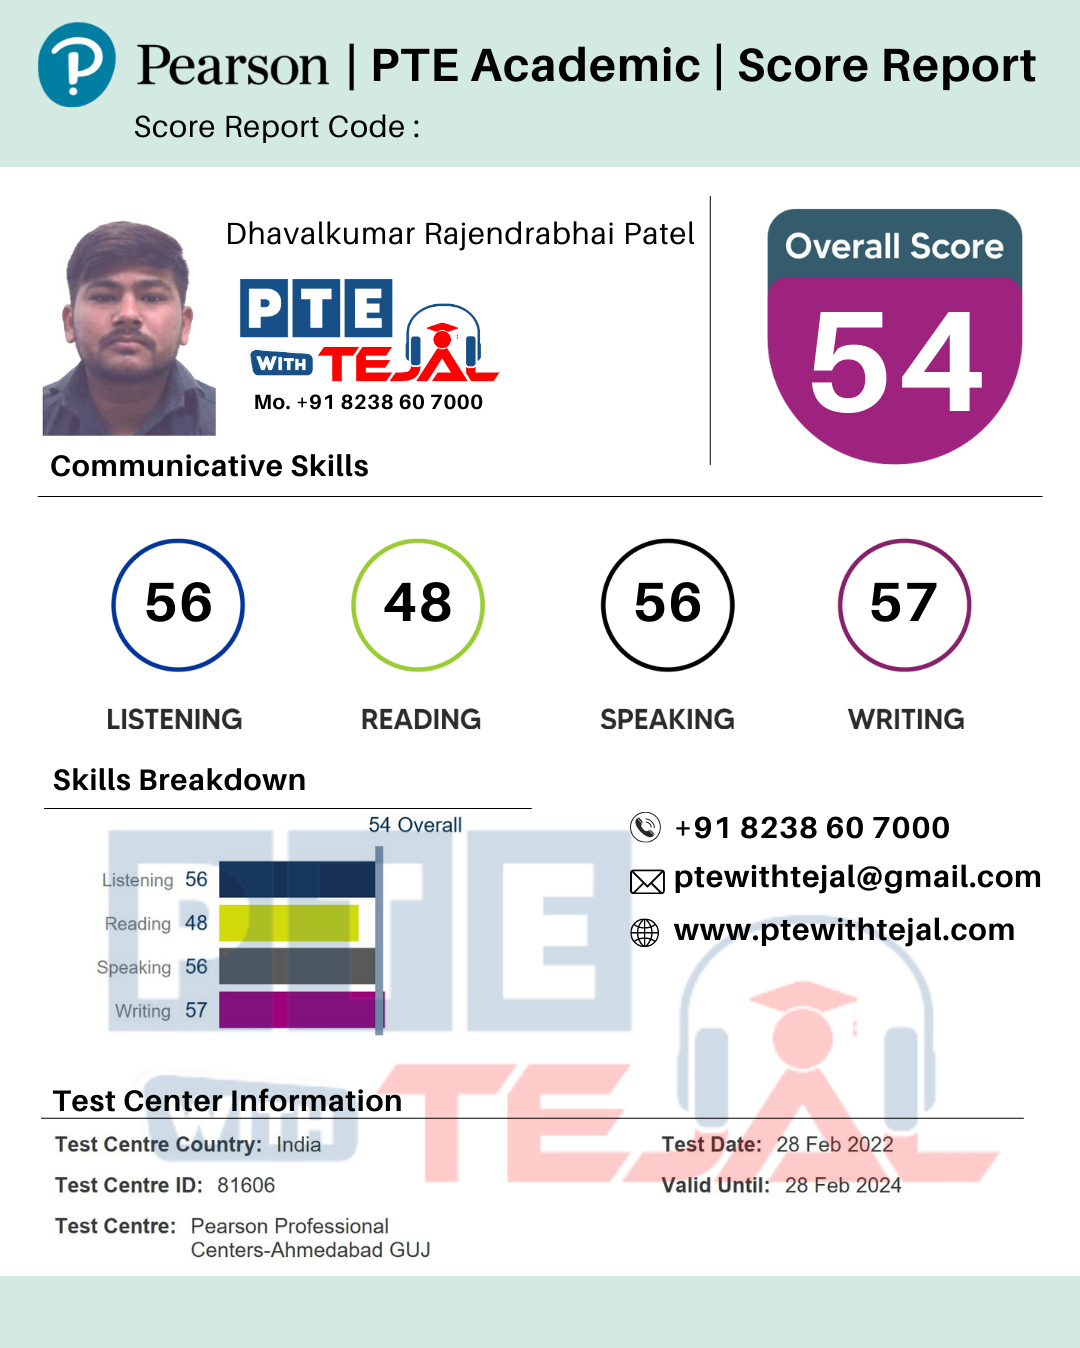 Pearson | PTE Academic | Score Report
Score Report Code :
Dhavalkumar Rajendrabhai Patel
PTE
WITH TEJAL
Mo. +91 8238 60 7000
Overall Score
54
Communicative Skills
56 48 56 57
LISTENING READING SPEAKING WRITING
Skills Breakdown
54 Overall
Listening 56
Reading 48
Speaking 56
Writing 57
+91 8238 60 7000
ptewithtejal@gmail.com
www.ptewithtejal.com
PTE
WITH TEJAL
Test Center Information
Test Centre Country: India
Test Date: 28 Feb 2022
Test Centre ID: 81606
Valid Until: 28 Feb 2024
Test Centre: Pearson Professional
Centers-Ahmedabad GUJ